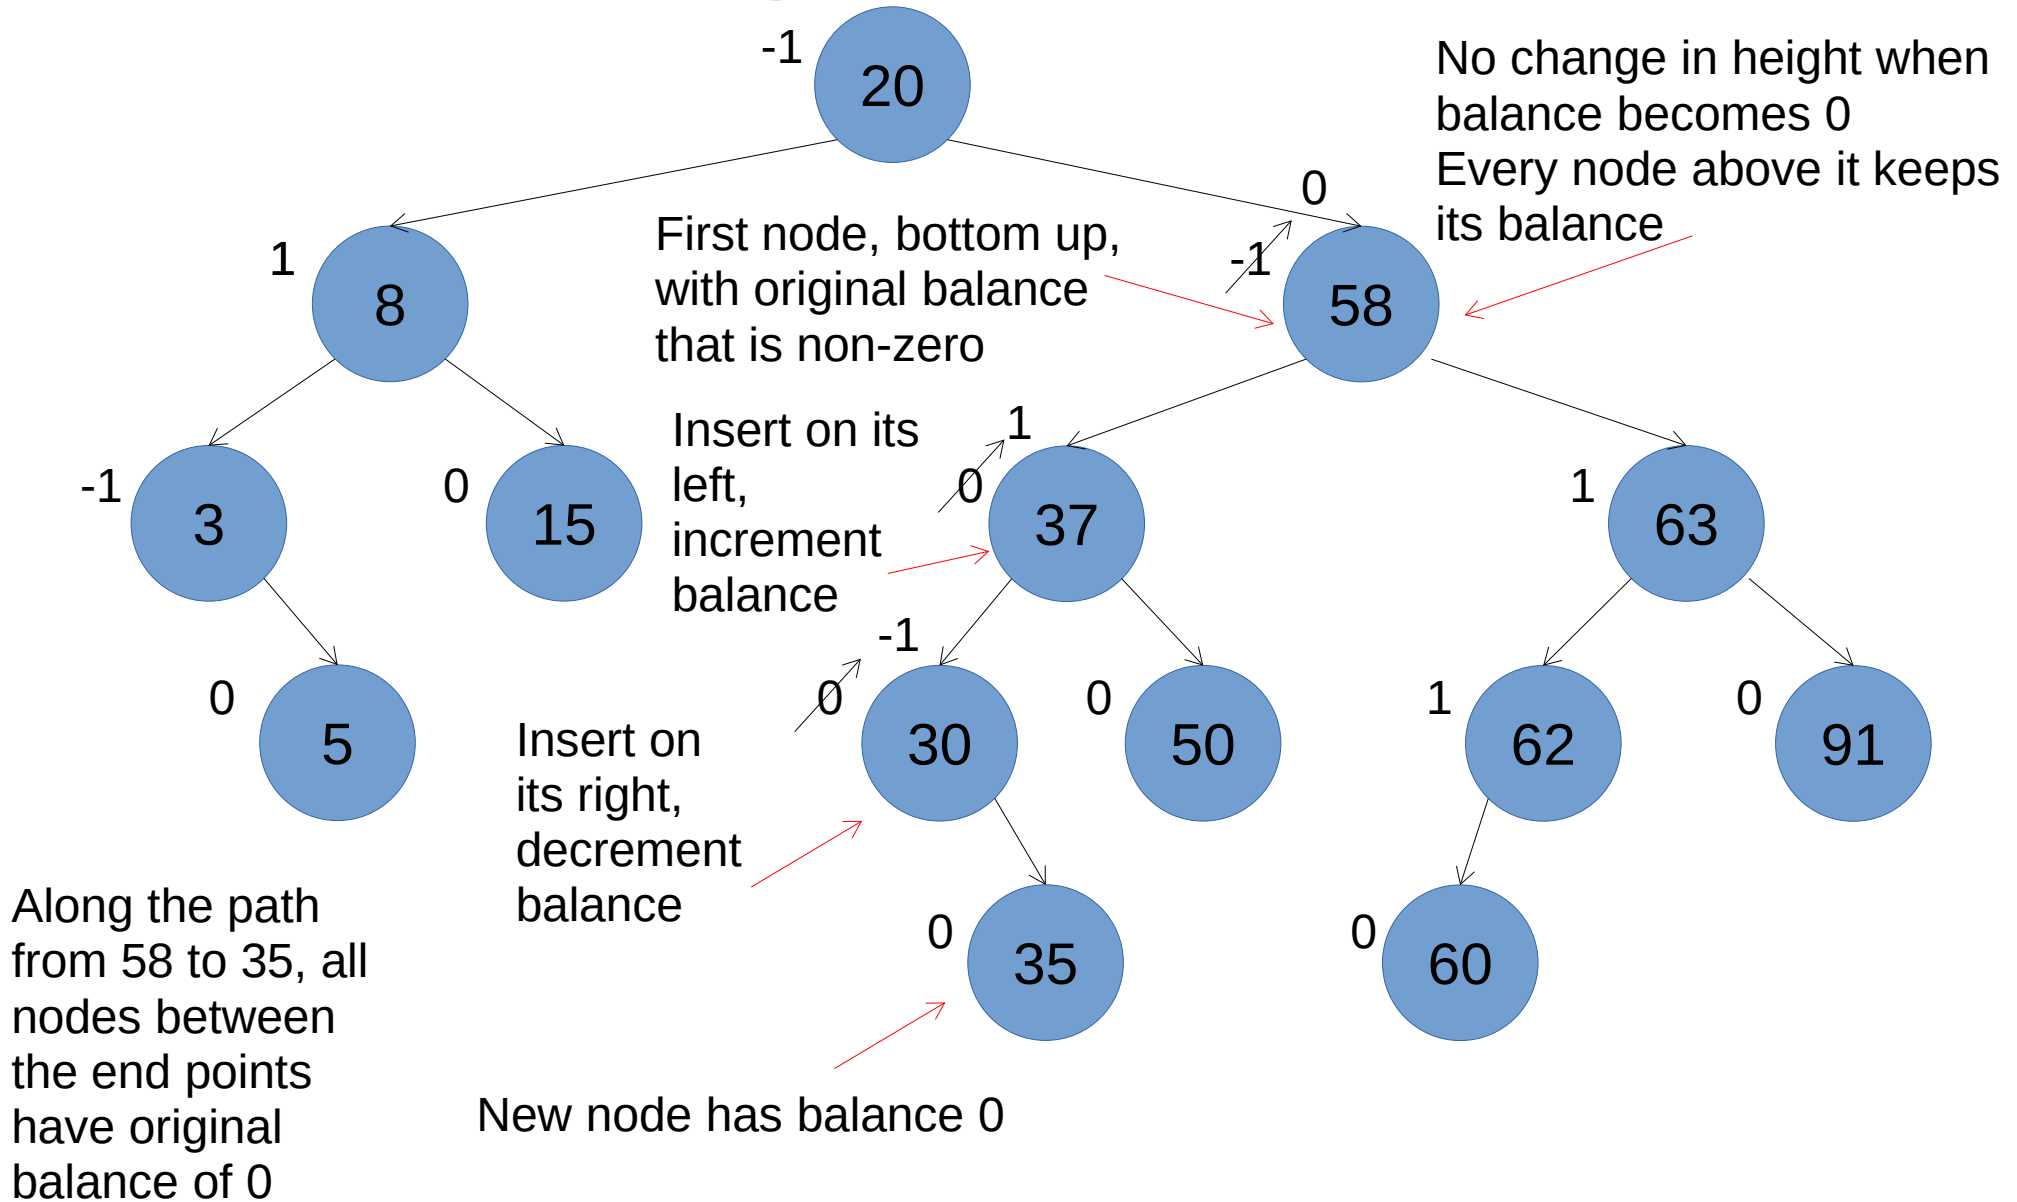 -1
20
No change in height when
balance becomes 0
Every node above it keeps
its balance
0
-1
58
First node, bottom up,
with original balance
that is non-zero
1
8
Insert on its
left,
increment
balance
1
0
37
1
63
-1
3
0
15
-1
0
30
0
50
1
62
0
91
0
5
Insert on
its right,
decrement
balance
0
35
0
60
Along the path
from 58 to 35, all
nodes between
the end points
have original
balance of 0
New node has balance 0